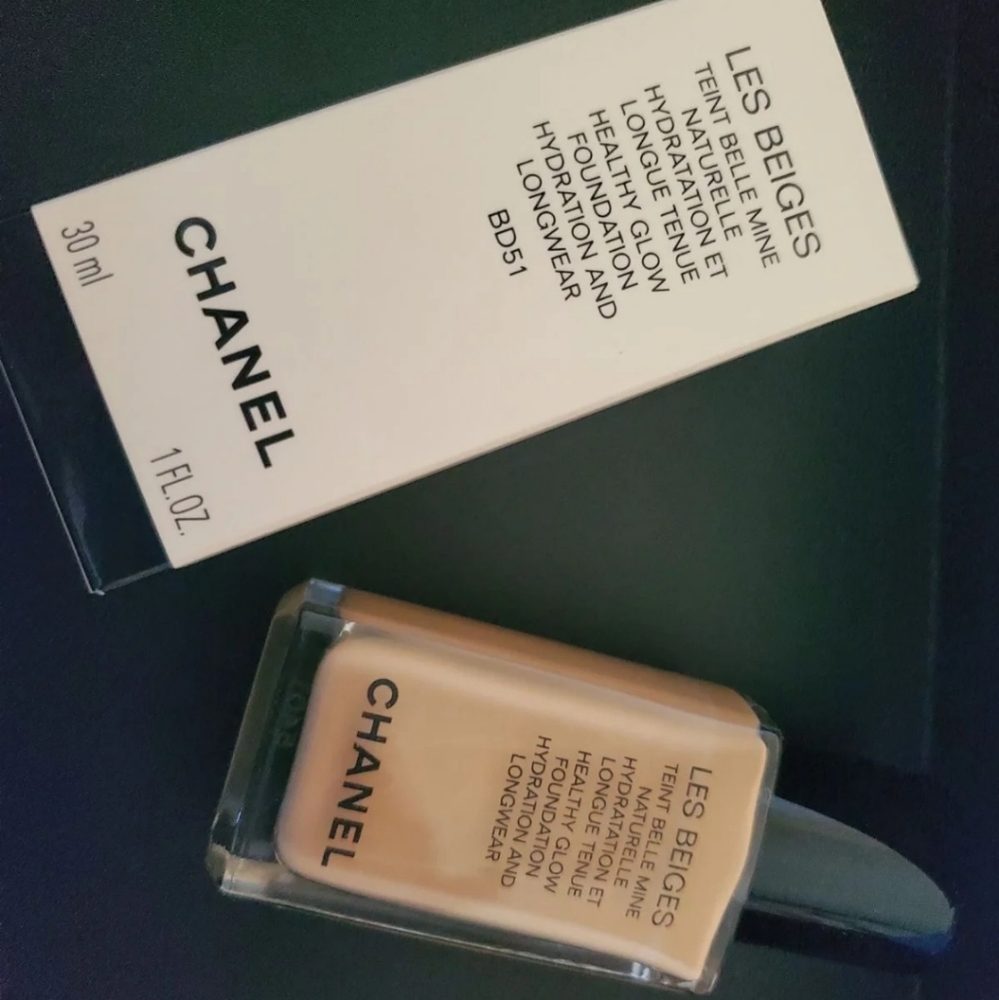 LES BEIGES
TEINT BELLE MINE
NATURELLE
HYDRATATION ET
LONGUE TENUE
HEALTHY GLOW
FOUNDATION
HYDRATION AND
LONGWEAR
BD51
CHANEL
30 ml
1 FL.OZ.
LES BEIGES
TEINT BELLE MINE
NATURELLE
HYDRATATION ET
LONGUE TENUE
HEALTHY GLOW
FOUNDATION
HYDRATION AND
LONGWEAR
CHANEL